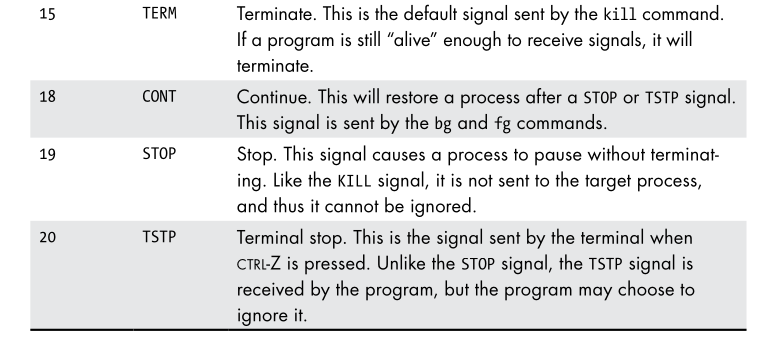 15 TERM Terminate. This is the default signal sent by the kill command.
If a program is still “alive” enough to receive signals, it will
terminate.
18 CONT Continue. This will restore a process after a STOP or TSTP signal.
This signal is sent by the bg and fg commands.
19 STOP Stop. This signal causes a process to pause without terminat-
ing. Like the KILL signal, it is not sent to the target process,
and thus it cannot be ignored.
20 TSTP Terminal stop. This is the signal sent by the terminal when
CTRL-Z is pressed. Unlike the STOP signal, the TSTP signal is
received by the program, but the program may choose to
ignore it.